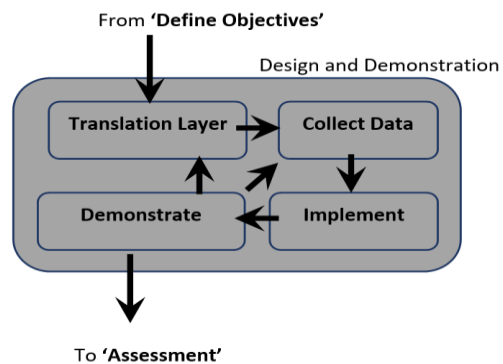 From ‘Define Objectives’
Design and Demonstration
Translation Layer
Collect Data
Demonstrate
Implement
To ‘Assessment’